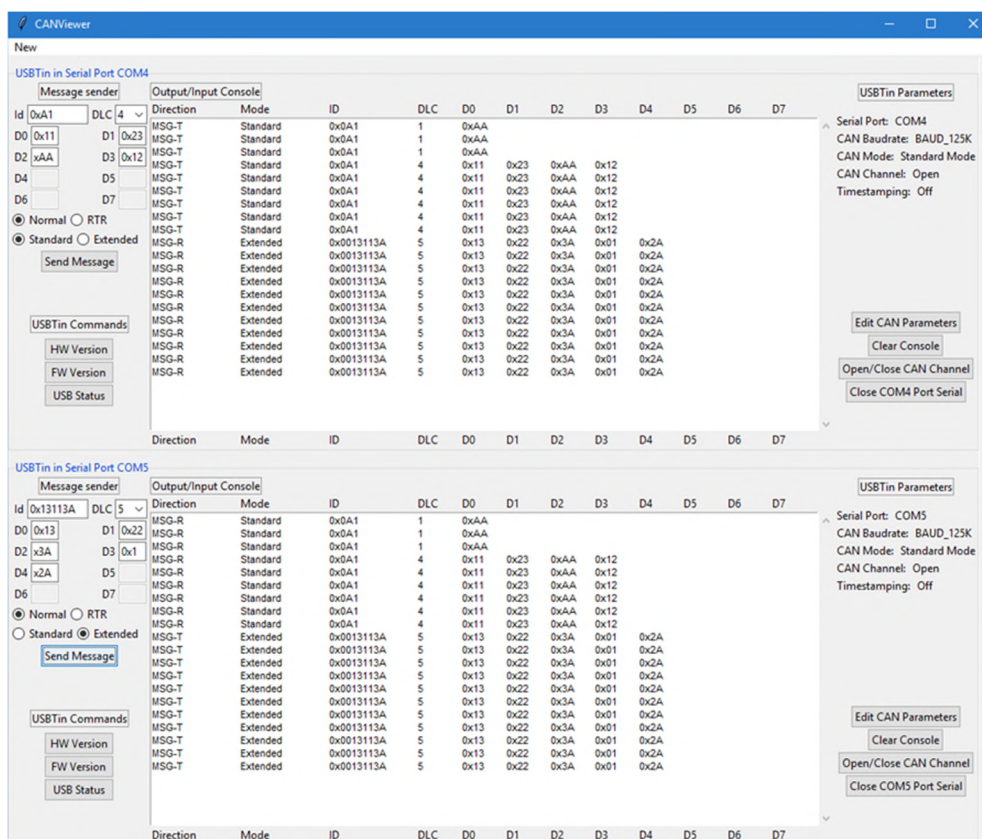 CANViewer
New
USBTin in Serial Port COM4
Message sender
Id 0xA1 DLC 4
D0 0x11 D1 0x23
D2 xAA D3 0x12
D4 D5
D6 D7
Normal RTR
Standard Extended
Send Message
USBTin Commands
HW Version
FW Version
USB Status
Output/Input Console
Direction Mode ID DLC D0 D1 D2 D3 D4 D5 D6 D7
MSG-T Standard 0x0A1 1 0xAA
MSG-T Standard 0x0A1 1 0xAA
MSG-T Standard 0x0A1 1 0xAA
MSG-T Standard 0x0A1 4 0x11 0x23 0xAA 0x12
MSG-T Standard 0x0A1 4 0x11 0x23 0xAA 0x12
MSG-T Standard 0x0A1 4 0x11 0x23 0xAA 0x12
MSG-T Standard 0x0A1 4 0x11 0x23 0xAA 0x12
MSG-T Standard 0x0A1 4 0x11 0x23 0xAA 0x12
MSG-T Standard 0x0A1 4 0x11 0x23 0xAA 0x12
MSG-R Extended 0x0013113A 5 0x13 0x22 0x3A 0x01 0x2A
MSG-R Extended 0x0013113A 5 0x13 0x22 0x3A 0x01 0x2A
MSG-R Extended 0x0013113A 5 0x13 0x22 0x3A 0x01 0x2A
MSG-R Extended 0x0013113A 5 0x13 0x22 0x3A 0x01 0x2A
MSG-R Extended 0x0013113A 5 0x13 0x22 0x3A 0x01 0x2A
MSG-R Extended 0x0013113A 5 0x13 0x22 0x3A 0x01 0x2A
MSG-R Extended 0x0013113A 5 0x13 0x22 0x3A 0x01 0x2A
MSG-R Extended 0x0013113A 5 0x13 0x22 0x3A 0x01 0x2A
MSG-R Extended 0x0013113A 5 0x13 0x22 0x3A 0x01 0x2A
MSG-R Extended 0x0013113A 5 0x13 0x22 0x3A 0x01 0x2A
MSG-R Extended 0x0013113A 5 0x13 0x22 0x3A 0x01 0x2A
Direction Mode ID DLC D0 D1 D2 D3 D4 D5 D6 D7
USBTin Parameters
Serial Port: COM4
CAN Baudrate: BAUD_125K
CAN Mode: Standard Mode
CAN Channel: Open
Timestamping: Off
Edit CAN Parameters
Clear Console
Open/Close CAN Channel
Close COM4 Port Serial
USBTin in Serial Port COM5
Message sender
Id 0x13113A DLC 5
D0 0x13 D1 0x22
D2 x3A D3 0x1
D4 x2A D5
D6 D7
Normal RTR
Standard Extended
Send Message
USBTin Commands
HW Version
FW Version
USB Status
Output/Input Console
Direction Mode ID DLC D0 D1 D2 D3 D4 D5 D6 D7
MSG-R Standard 0x0A1 1 0xAA
MSG-R Standard 0x0A1 1 0xAA
MSG-R Standard 0x0A1 1 0xAA
MSG-R Standard 0x0A1 4 0x11 0x23 0xAA 0x12
MSG-R Standard 0x0A1 4 0x11 0x23 0xAA 0x12
MSG-R Standard 0x0A1 4 0x11 0x23 0xAA 0x12
MSG-R Standard 0x0A1 4 0x11 0x23 0xAA 0x12
MSG-R Standard 0x0A1 4 0x11 0x23 0xAA 0x12
MSG-R Standard 0x0A1 4 0x11 0x23 0xAA 0x12
MSG-T Extended 0x0013113A 5 0x13 0x22 0x3A 0x01 0x2A
MSG-T Extended 0x0013113A 5 0x13 0x22 0x3A 0x01 0x2A
MSG-T Extended 0x0013113A 5 0x13 0x22 0x3A 0x01 0x2A
MSG-T Extended 0x0013113A 5 0x13 0x22 0x3A 0x01 0x2A
MSG-T Extended 0x0013113A 5 0x13 0x22 0x3A 0x01 0x2A
MSG-T Extended 0x0013113A 5 0x13 0x22 0x3A 0x01 0x2A
MSG-T Extended 0x0013113A 5 0x13 0x22 0x3A 0x01 0x2A
MSG-T Extended 0x0013113A 5 0x13 0x22 0x3A 0x01 0x2A
MSG-T Extended 0x0013113A 5 0x13 0x22 0x3A 0x01 0x2A
MSG-T Extended 0x0013113A 5 0x13 0x22 0x3A 0x01 0x2A
MSG-T Extended 0x0013113A 5 0x13 0x22 0x3A 0x01 0x2A
Direction Mode ID DLC D0 D1 D2 D3 D4 D5 D6 D7
USBTin Parameters
Serial Port: COM5
CAN Baudrate: BAUD_125K
CAN Mode: Standard Mode
CAN Channel: Open
Timestamping: Off
Edit CAN Parameters
Clear Console
Open/Close CAN Channel
Close COM5 Port Serial